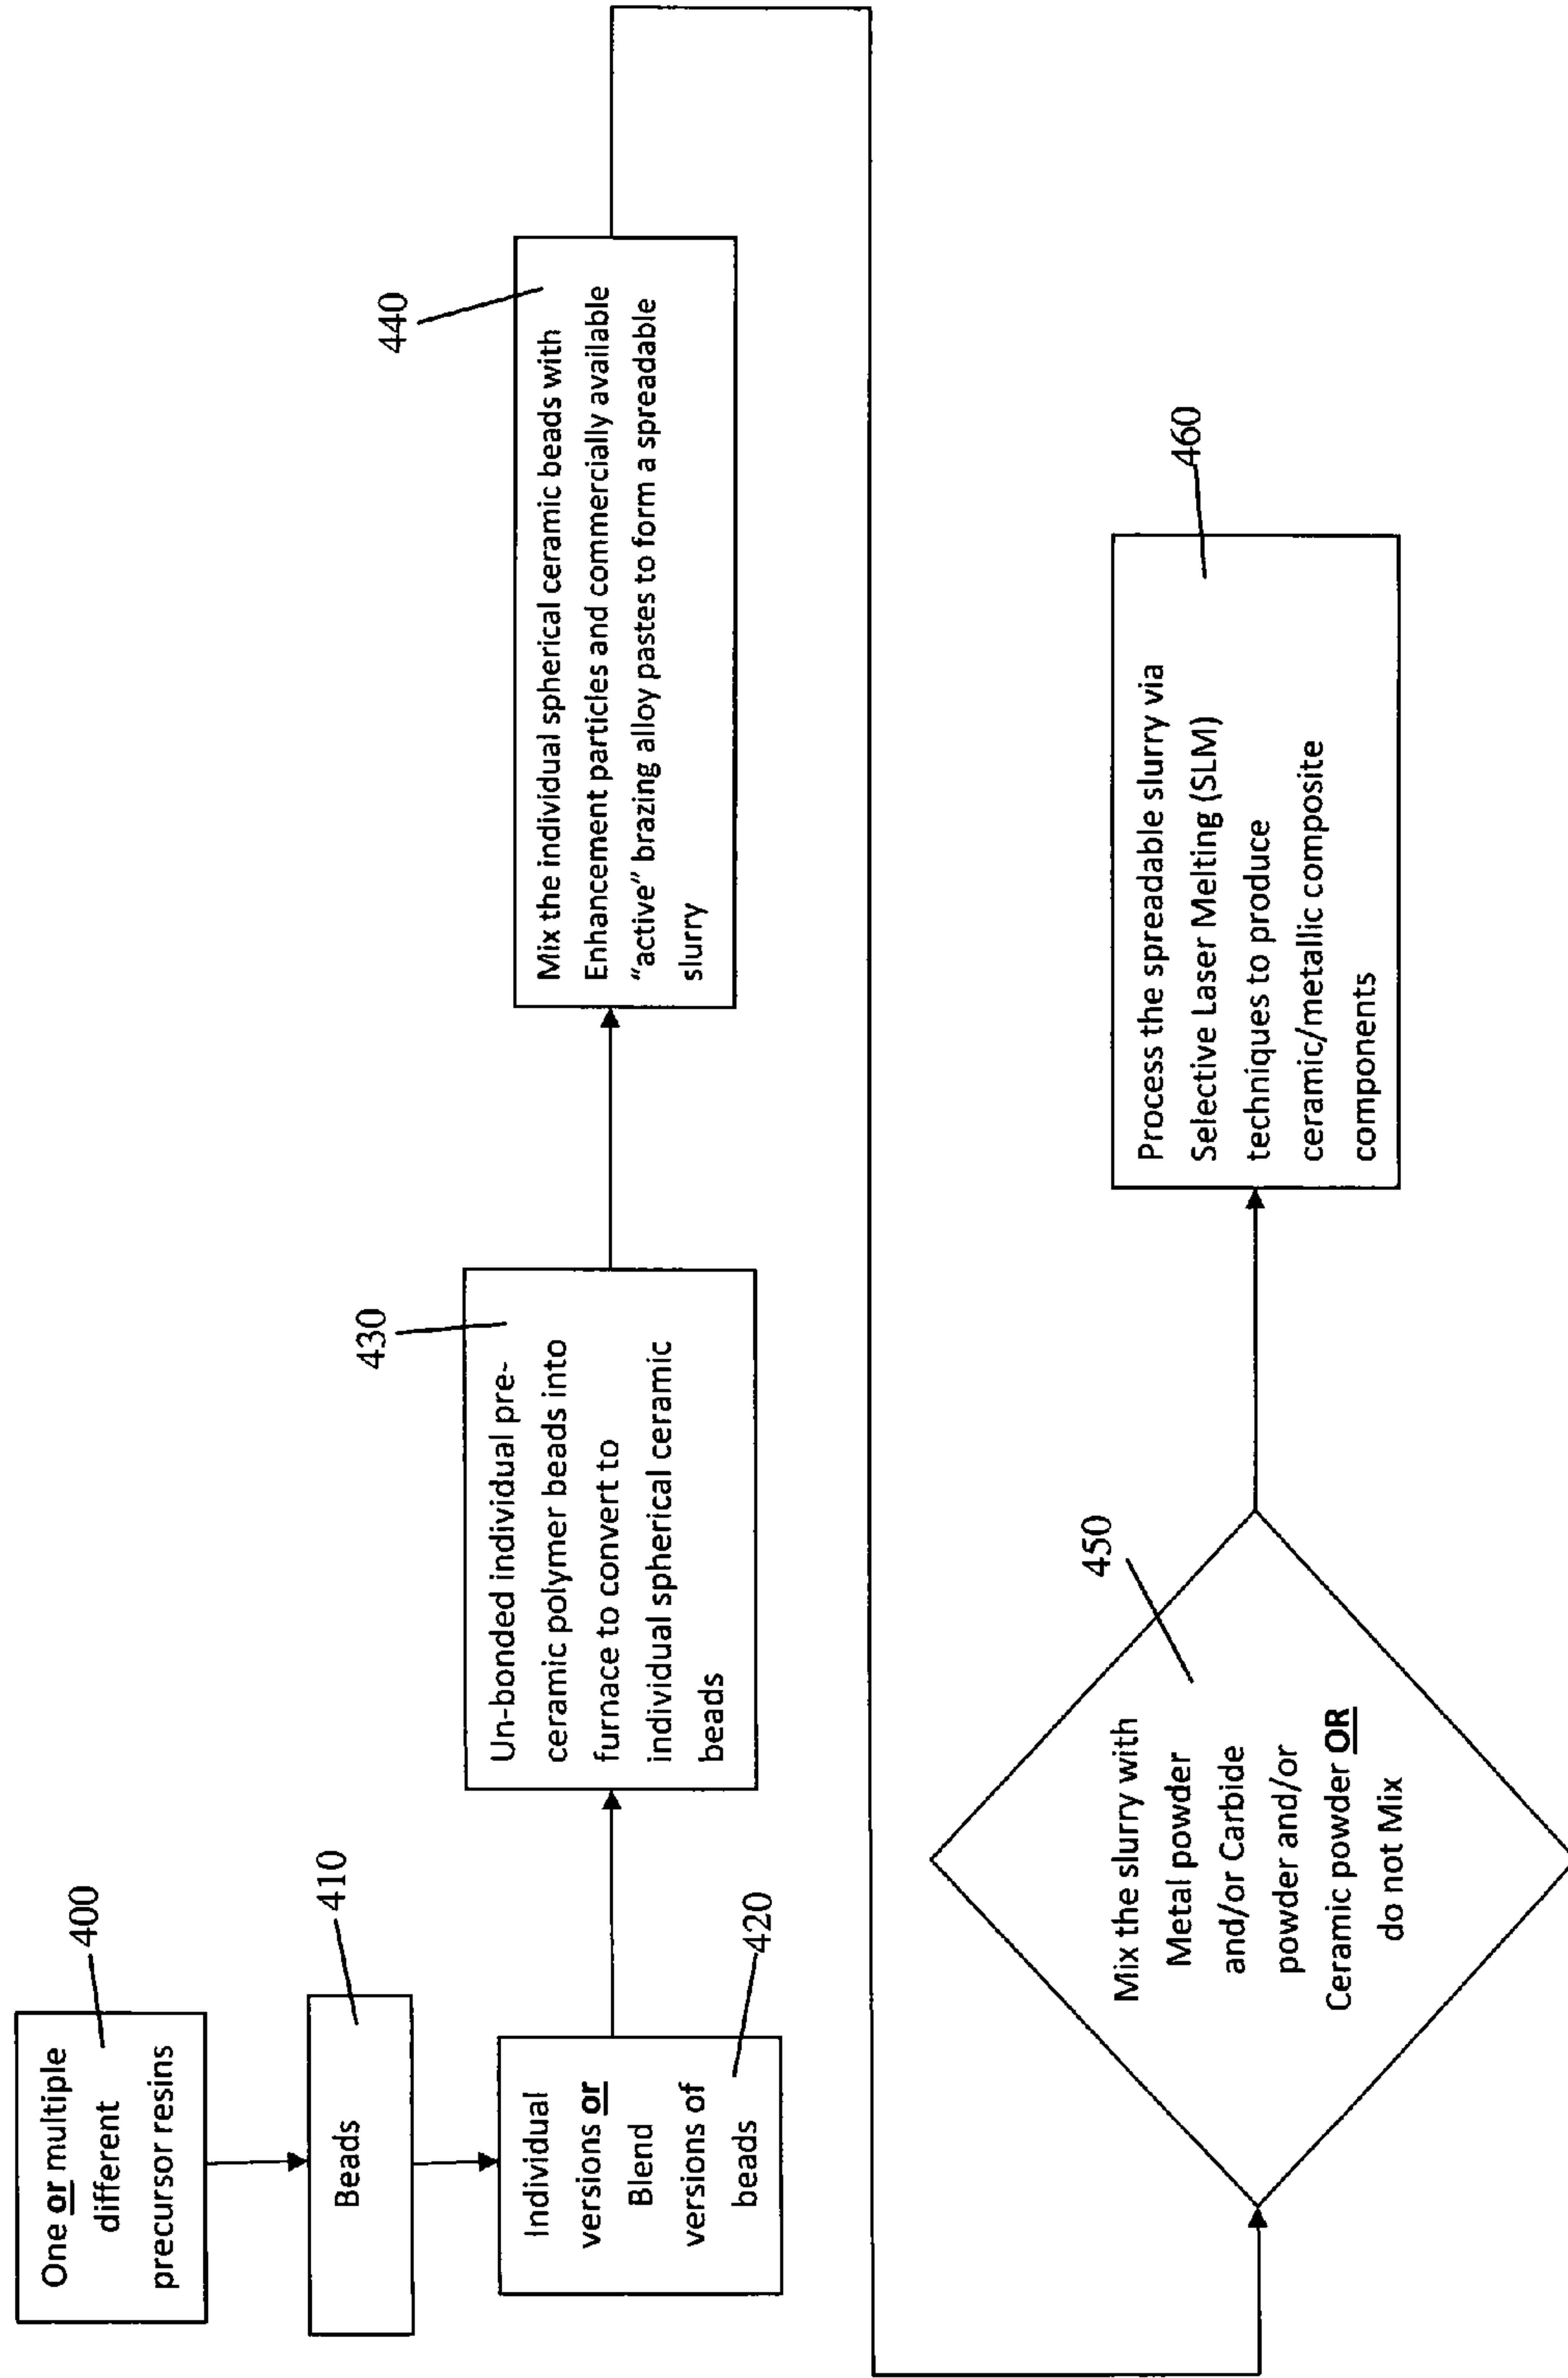 One or multiple
different
precursor resins
400
Beads
410
Individual
versions or
Blend
versions of
beads
420
Un-bonded individual pre-
ceramic polymer beads into
furnace to convert to
individual spherical ceramic
beads
430
Mix the individual spherical ceramic beads with
Enhancement particles and commercially available
“active” brazing alloy pastes to form a spreadable
slurry
440
Mix the slurry with
Metal powder
and/or Carbide
powder and/or
Ceramic powder OR
do not Mix
450
Process the spreadable slurry via
Selective Laser Melting (SLM)
techniques to produce
ceramic/metallic composite
components
460